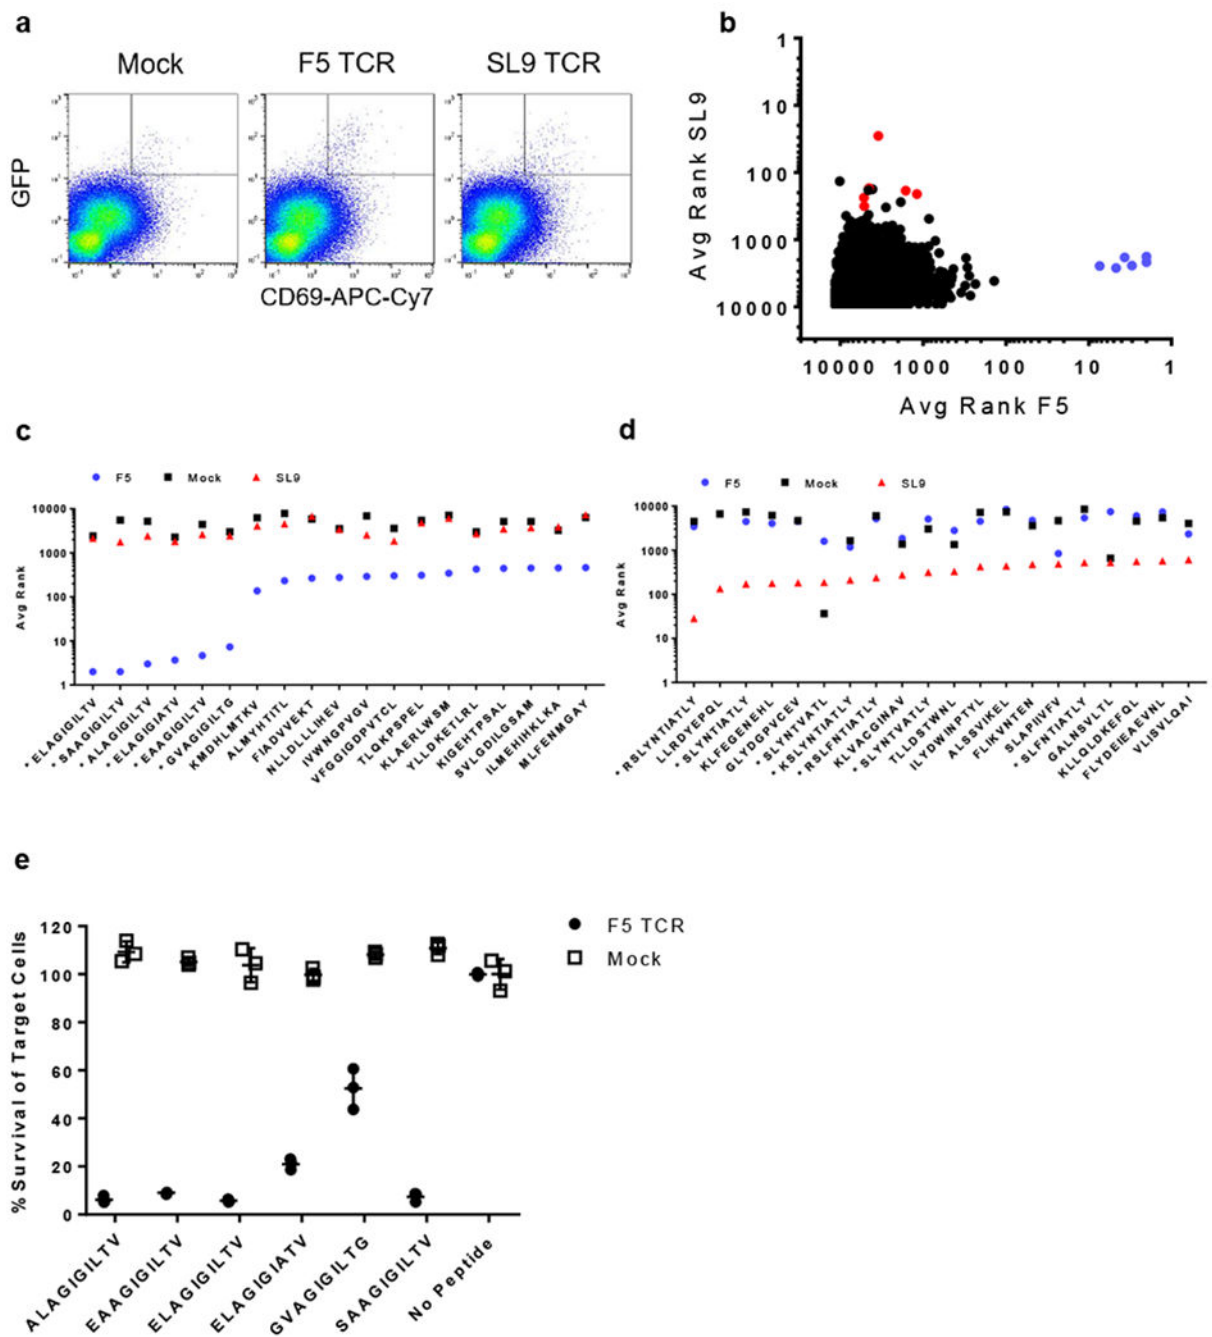 a
Mock
F5 TCR
SL9 TCR
GFP
CD69-APC-Cy7
b
Avg Rank SL9
1
10
100
1000
10000
10000 1000 100 10 1
Avg Rank F5
c
F5 Mock SL9
Avg Rank
10000
1000
100
10
1
*ELAGIGILTV
*SAAGIGILTV
*ALAGIGILTV
*ELAGIGIATV
*EAAGIGILTV
*GVAGIGILTG
KMDHLMTKV
ALMYHTITL
FIADVVEKT
NLLDLLLIHEV
IVWNGPVGV
VFGGIGDPVTCL
TLQKPSPEL
KLAERLWSM
YLLDKETLRL
KIGEHTPSAL
SVLGDILGSAM
ILMEHIHKLKA
MLFENMGAY
d
F5 Mock SL9
Avg Rank
10000
1000
100
10
1
*RSLYNTIATLY
LLRDYEPQL
*SLYNTIATLY
KLFEGENEHL
GLYDGPVCEV
*SLYNTVATL
*KSLYNTIATLY
*RSLFNTIATLY
KLVACGINAV
*SLYNTVATLY
TLLDSTWNL
ILYDWINPTYL
ALSSVIKEL
FLIKVNTEN
SLAPIIVFV
*SLFNTIATLY
GALNSVLTL
KLLQLDKEFQL
FLYDEIEAEVNL
VLISVLQAI
e
% Survival of Target Cells
120
100
80
60
40
20
0
F5 TCR
Mock
ALAGIGILTV
EAAGIGILTV
ELAGIGILTV
ELAGIGIATV
GVAGIGILTG
SAAGIGILTV
No Peptide